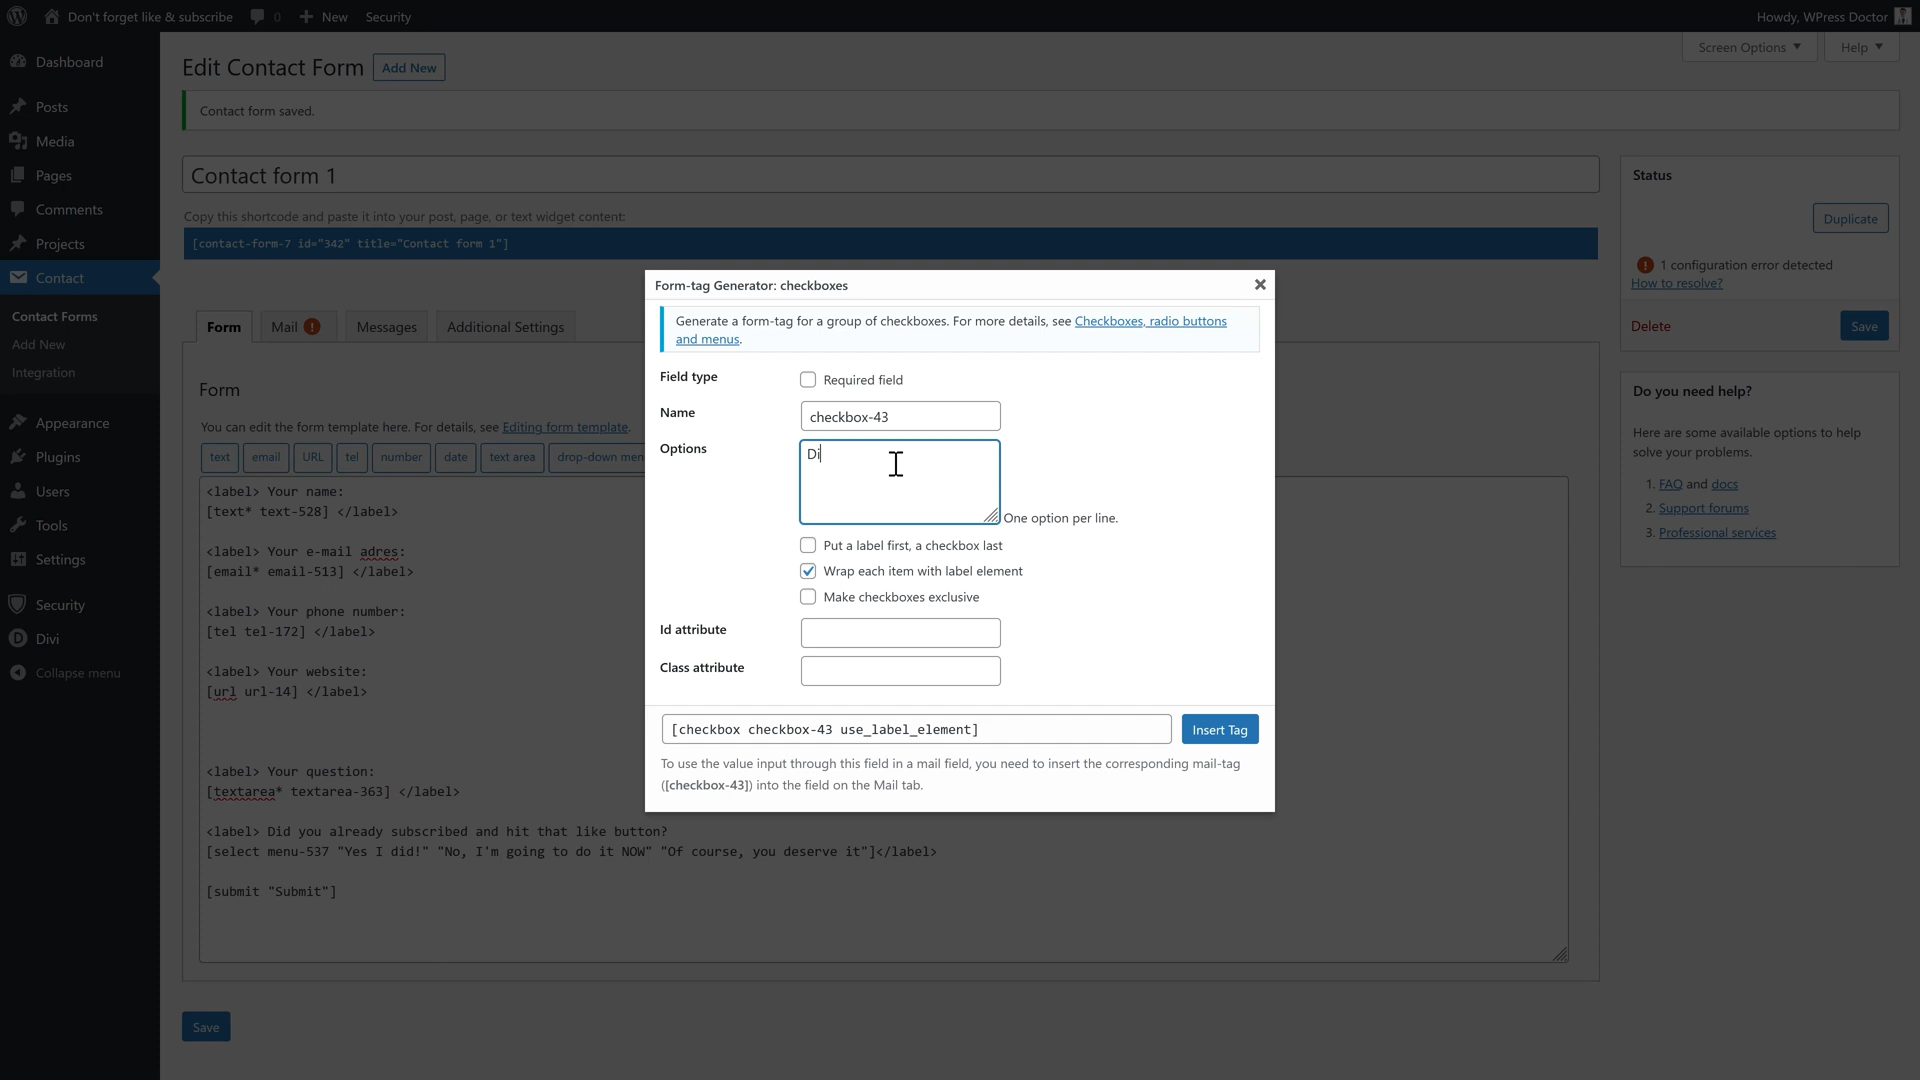 Don't forget like & subscribe
0
New
Security
Howdy, WPress Doctor
Dashboard
Posts
Media
Pages
Comments
Projects
Contact
Contact Forms
Add New
Integration
Appearance
Plugins
Users
Tools
Settings
Security
Divi
Collapse menu
Screen Options
Help
Edit Contact Form
Add New
Contact form saved.
Contact form 1
Copy this shortcode and paste it into your post, page, or text widget content:
[contact-form-7 id="342" title="Contact form 1"]
Form
Mail
Messages
Additional Settings
Form
You can edit the form template here. For details, see Editing form template.
text
email
URL
tel
number
date
text area
drop-down men
<label> Your name:
[text* text-528] </label>
<label> Your e-mail adres:
[email* email-513] </label>
<label> Your phone number:
[tel tel-172] </label>
<label> Your website:
[url url-14] </label>
<label> Your question:
[textarea* textarea-363] </label>
<label> Did you already subscribed and hit that like button?
[select menu-537 "Yes I did!" "No, I'm going to do it NOW" "Of course, you deserve it"]</label>
[submit "Submit"]
Save
Form-tag Generator: checkboxes
Generate a form-tag for a group of checkboxes. For more details, see Checkboxes, radio buttons
and menus.
Field type
Required field
Name
checkbox-43
Options
Di
One option per line.
Put a label first, a checkbox last
Wrap each item with label element
Make checkboxes exclusive
Id attribute
Class attribute
[checkbox checkbox-43 use_label_element]
Insert Tag
To use the value input through this field in a mail field, you need to insert the corresponding mail-tag
([checkbox-43]) into the field on the Mail tab.
Status
Duplicate
1 configuration error detected
How to resolve?
Delete
Save
Do you need help?
Here are some available options to help
solve your problems.
1. FAQ and docs
2. Support forums
3. Professional services